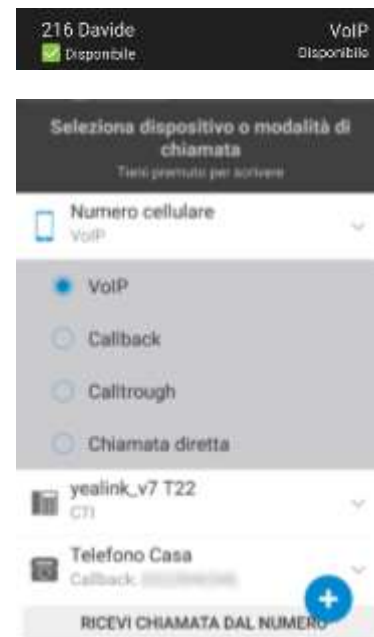 216 Davide
VoIP
Disponibile
Disponibile
Seleziona dispositivo o modalità di
chiamata
Tieni premuto per scrivere
Numero cellulare
VoIP
VoIP
Callback
Calltrough
Chiamata diretta
yealink_v7 T22
CTI
Telefono Casa
Callback:
RICEVI CHIAMATA DAL NUMERO